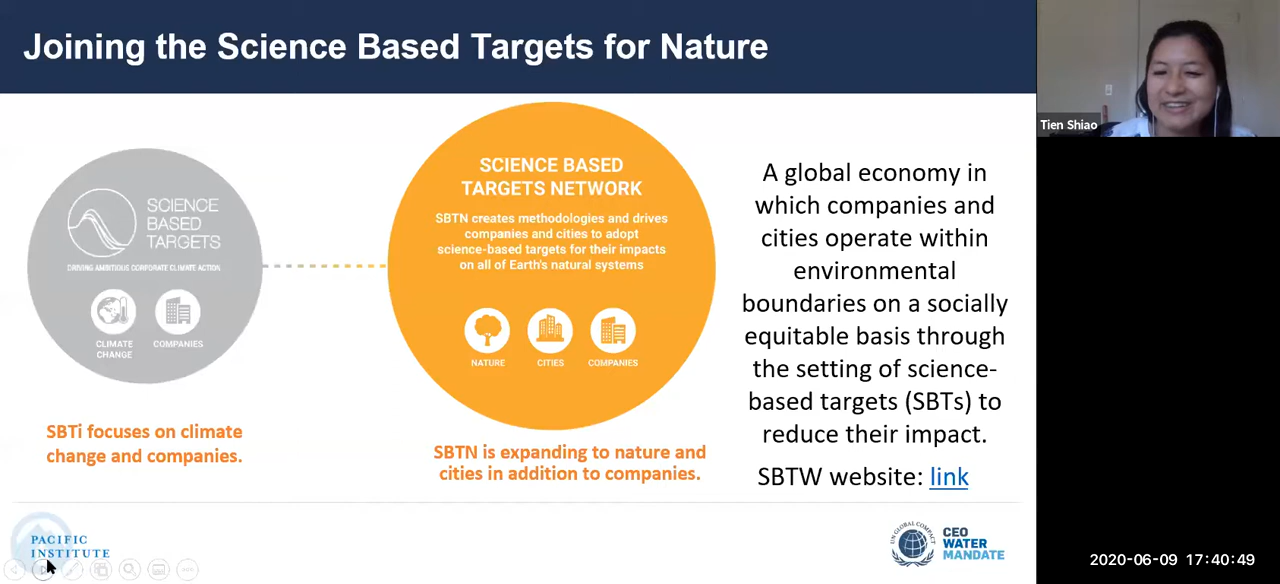 Joining the Science Based Targets for Nature
Tien Shiao
SCIENCE
BASED
TARGETS
DRIVING AMBITIOUS CORPORATE CLIMATE ACTION
CLIMATE
CHANGE
COMPANIES
SBTi focuses on climate
change and companies.
SCIENCE BASED
TARGETS NETWORK
SBTN creates methodologies and drives
companies and cities to adopt
science-based targets for their impacts
on all of Earth's natural systems
NATURE
CITIES
COMPANIES
SBTN is expanding to nature and
cities in addition to companies.
A global economy in
which companies and
cities operate within
environmental
boundaries on a socially
equitable basis through
the setting of science-
based targets (SBTs) to
reduce their impact.
SBTW website: link
PACIFIC
INSTITUTE
UN GLOBAL COMPACT
CEO
WATER
MANDATE
2020-06-09 17:40:49